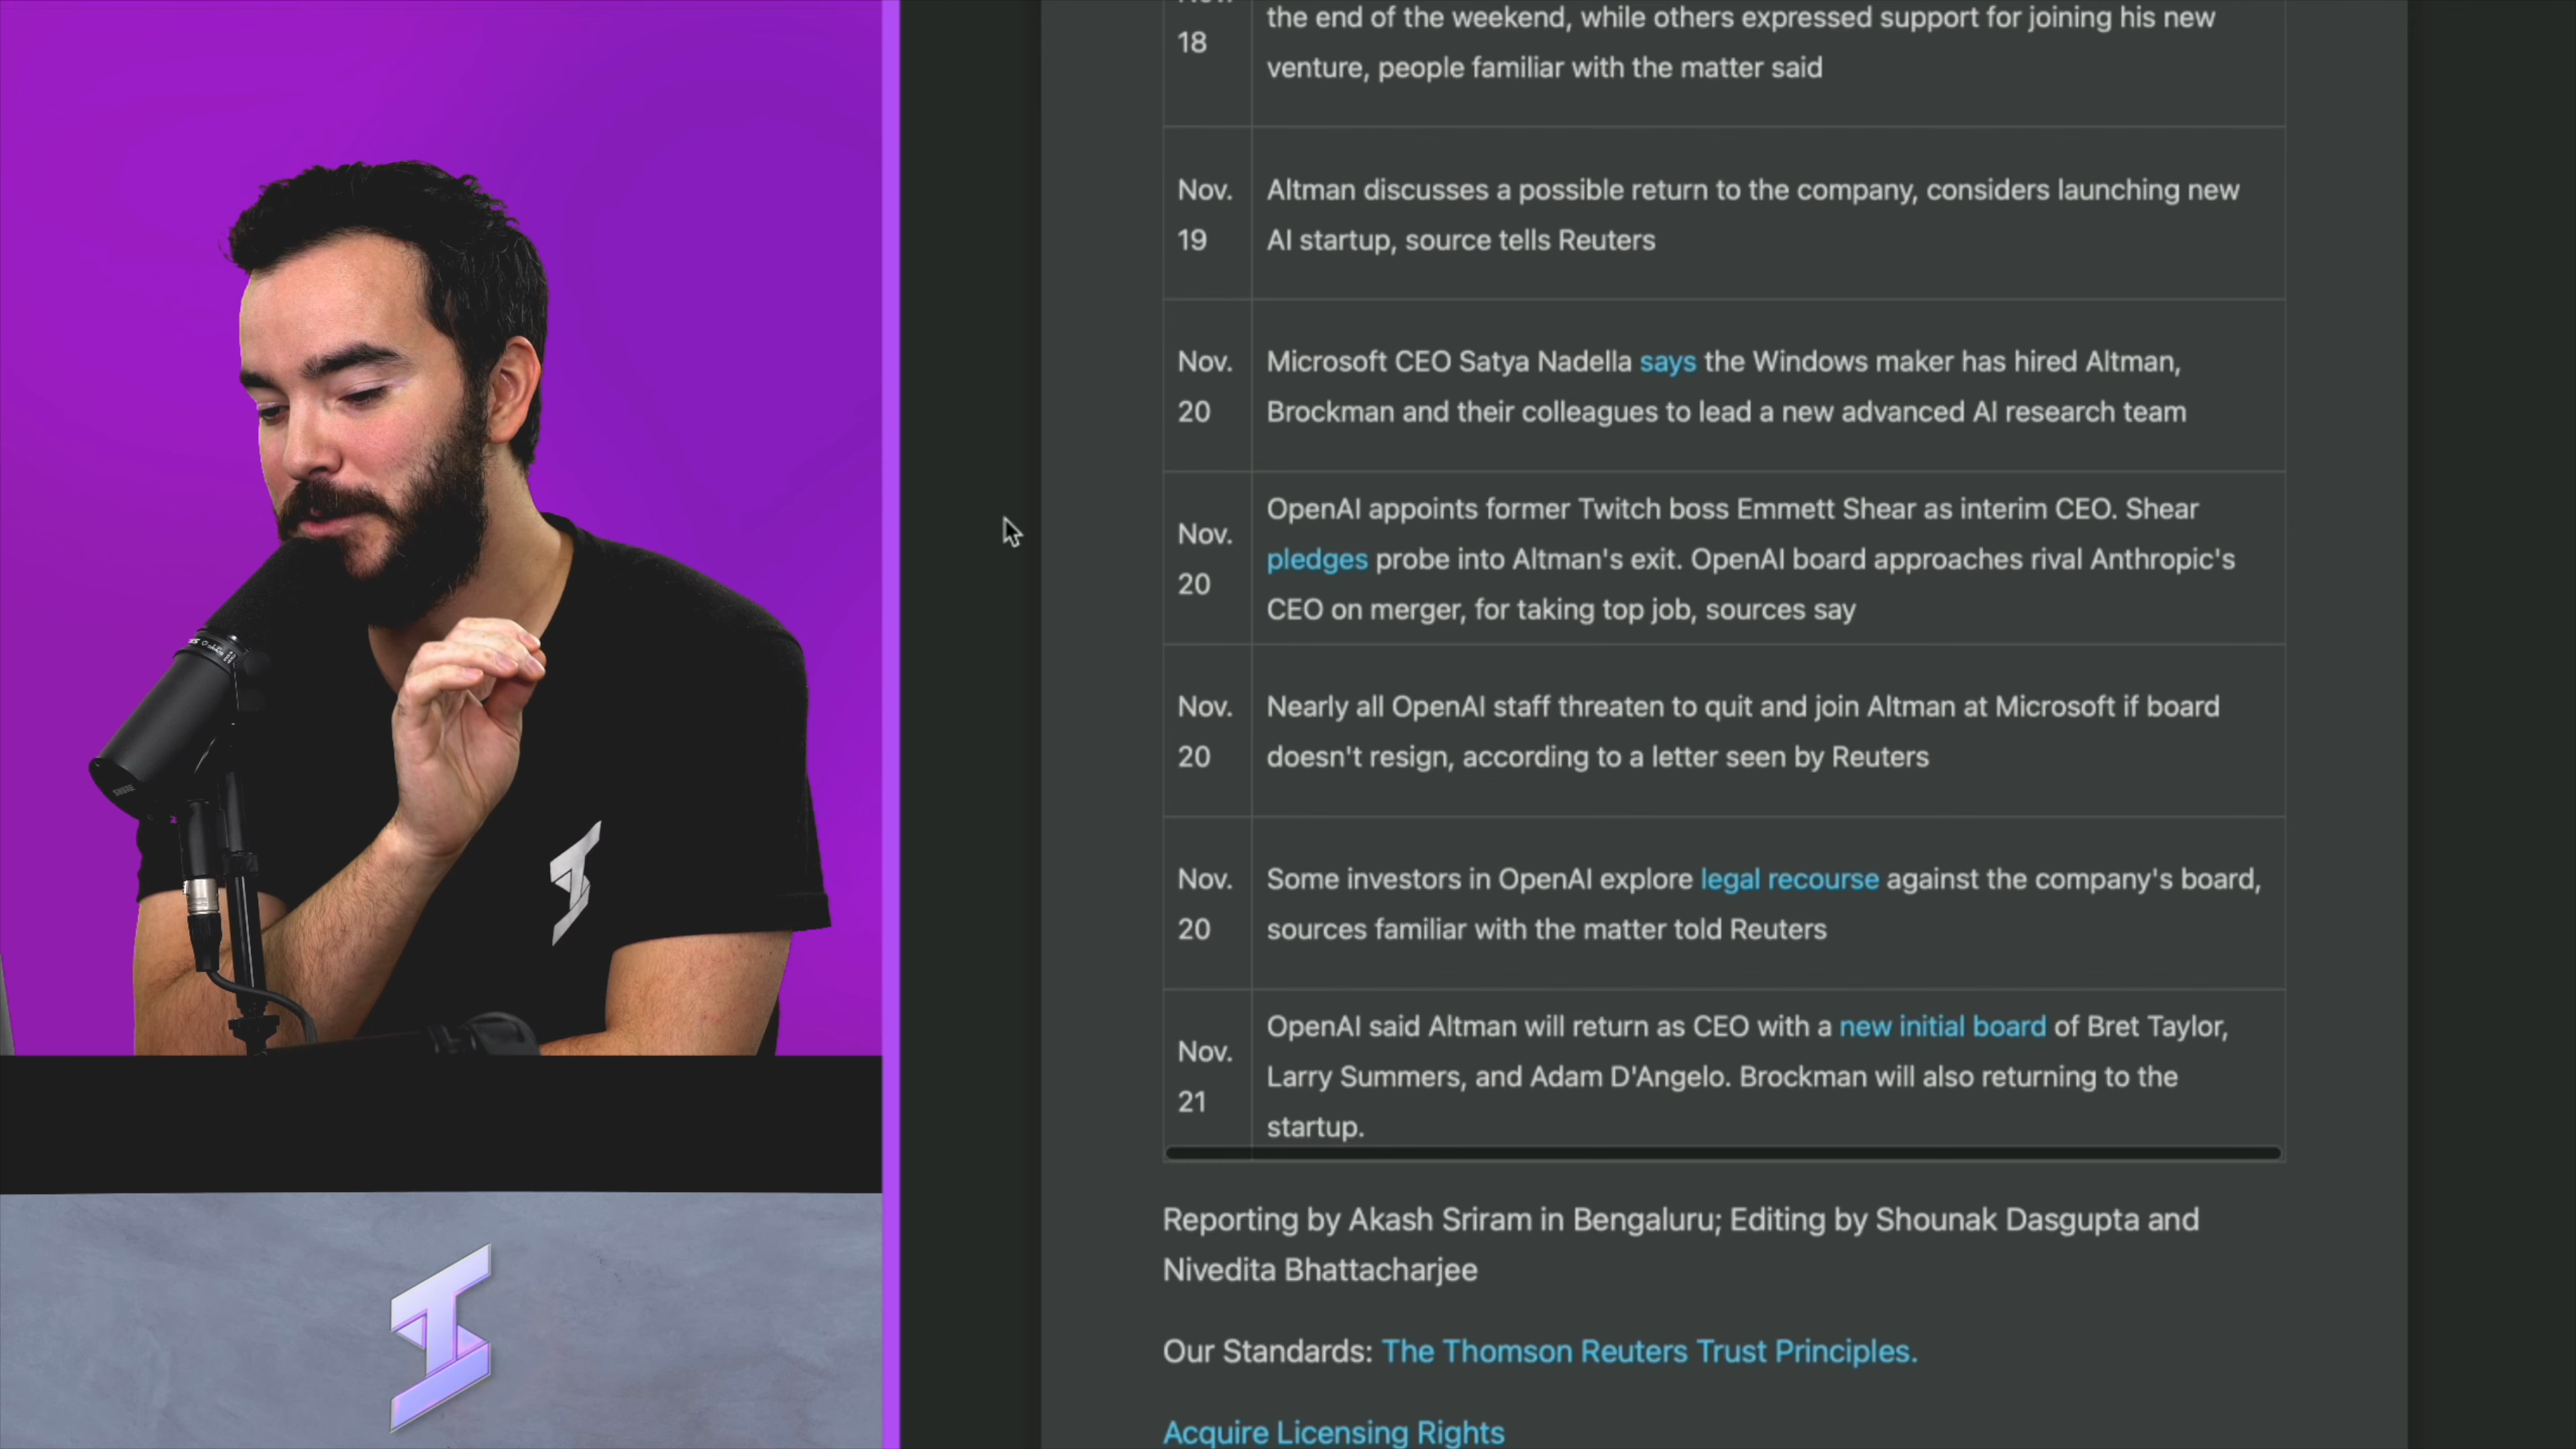 18
the end of the weekend, while others expressed support for joining his new
venture, people familiar with the matter said
Nov.
19
Altman discusses a possible return to the company, considers launching new
AI startup, source tells Reuters
Nov.
20
Microsoft CEO Satya Nadella says the Windows maker has hired Altman,
Brockman and their colleagues to lead a new advanced AI research team
Nov.
20
OpenAI appoints former Twitch boss Emmett Shear as interim CEO. Shear
pledges probe into Altman's exit. OpenAI board approaches rival Anthropic's
CEO on merger, for taking top job, sources say
Nov.
20
Nearly all OpenAI staff threaten to quit and join Altman at Microsoft if board
doesn't resign, according to a letter seen by Reuters
Nov.
20
Some investors in OpenAI explore legal recourse against the company's board,
sources familiar with the matter told Reuters
Nov.
21
OpenAI said Altman will return as CEO with a new initial board of Bret Taylor,
Larry Summers, and Adam D'Angelo. Brockman will also returning to the
startup.
Reporting by Akash Sriram in Bengaluru; Editing by Shounak Dasgupta and
Nivedita Bhattacharjee
Our Standards: The Thomson Reuters Trust Principles.
Acquire Licensing Rights
SHURE